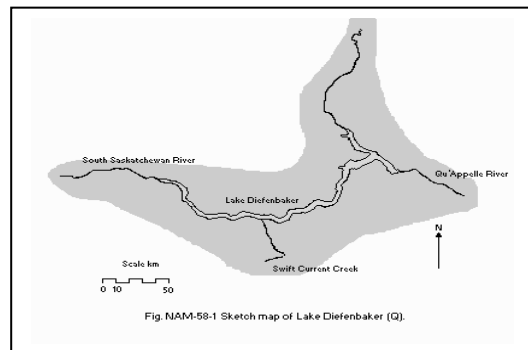 South Saskatchewan River
Qu'Appelle River
Lake Diefenbaker
N
Scale km
Swift Current Creek
0 10 50
Fig. NAM-58-1 Sketch map of Lake Diefenbaker (Q).